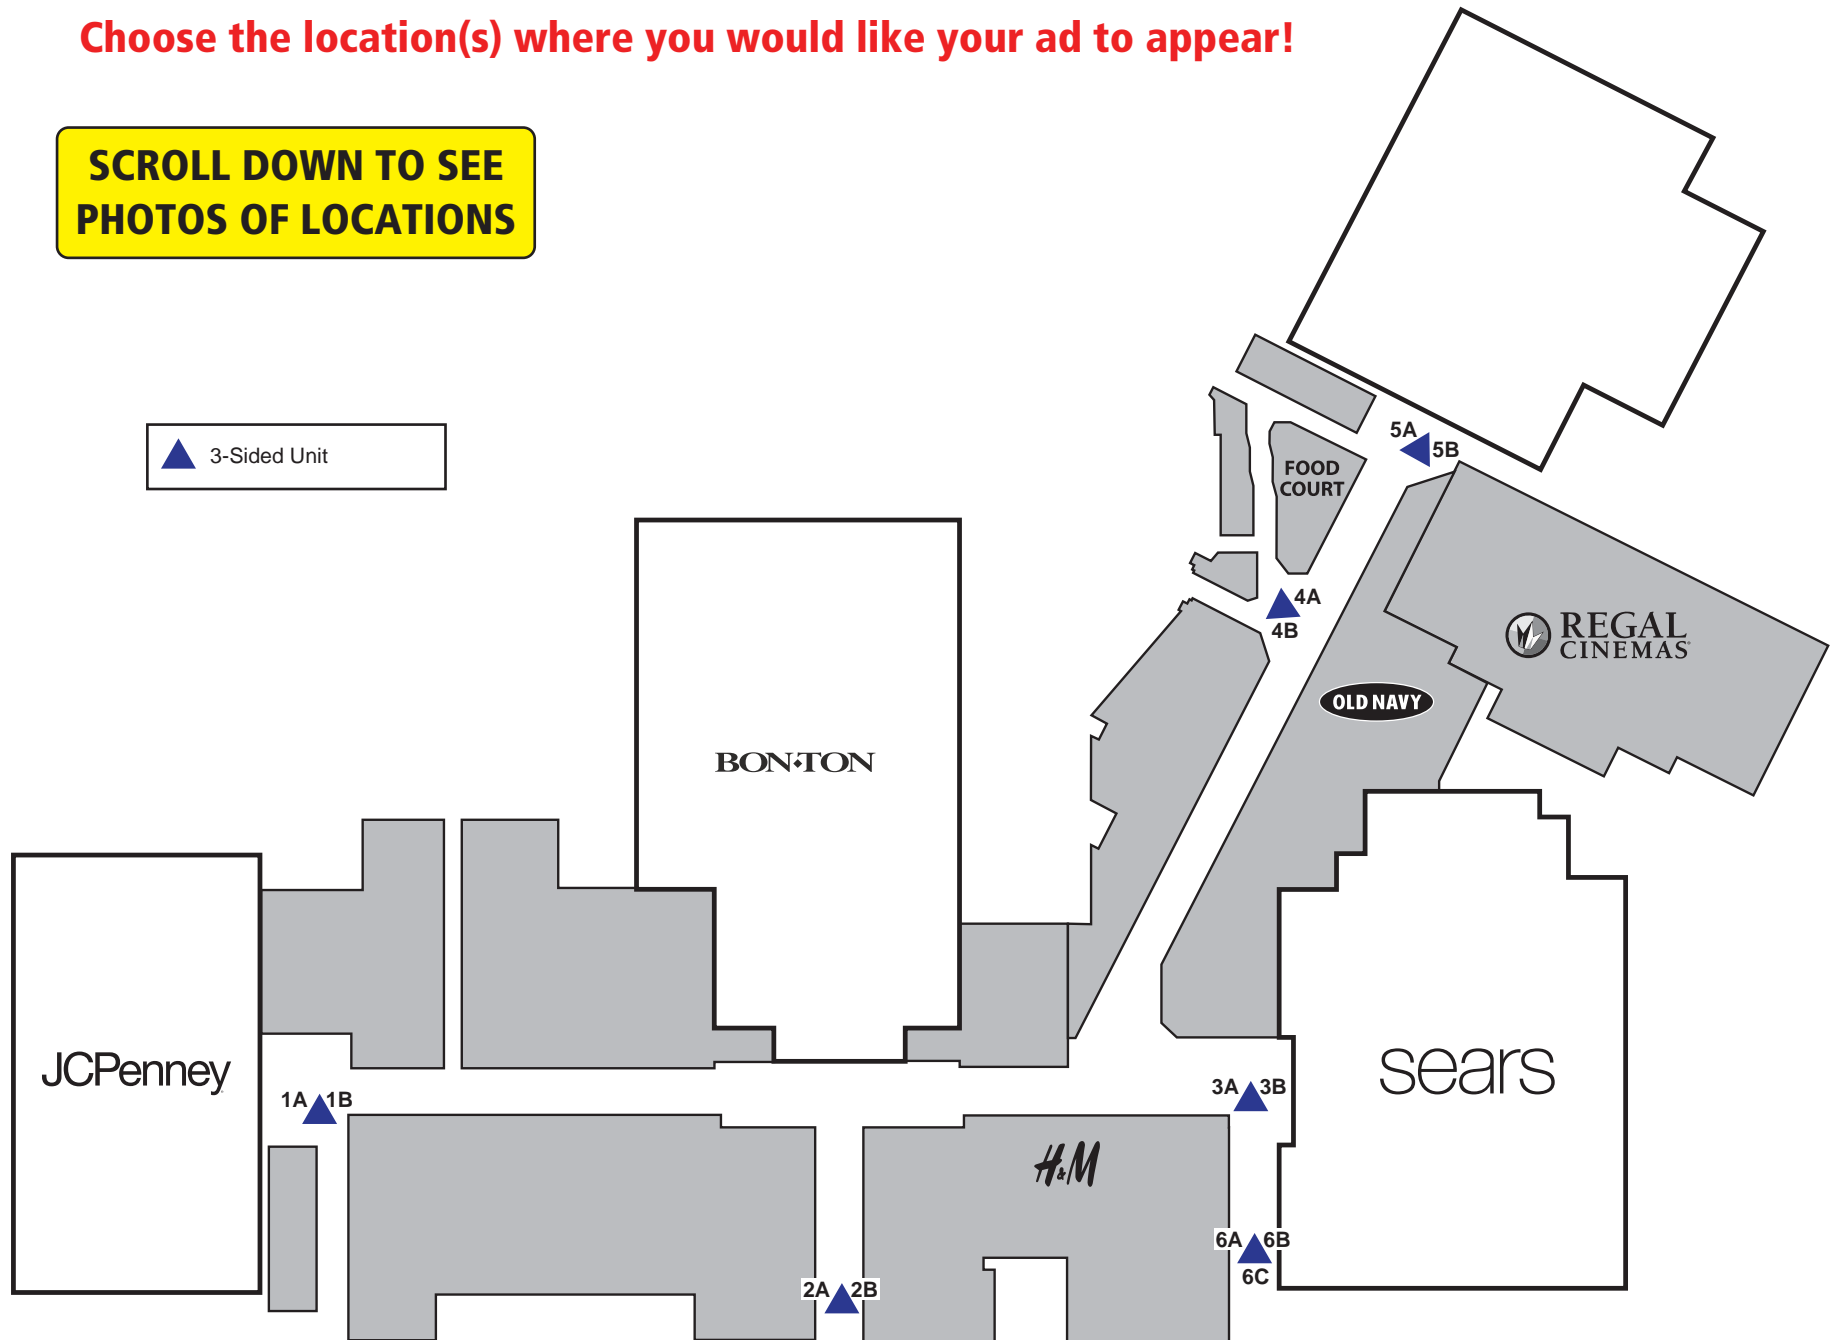 Choose the location(s) where you would like your ad to appear!
SCROLL DOWN TO SEE
PHOTOS OF LOCATIONS
3-Sided Unit
5A
5B
FOOD
COURT
4A
4B
REGAL
CINEMAS
OLD NAVY
BON•TON
JCPenney
sears
1A 1B
3A 3B
H&M
6A 6B
6C
2A 2B